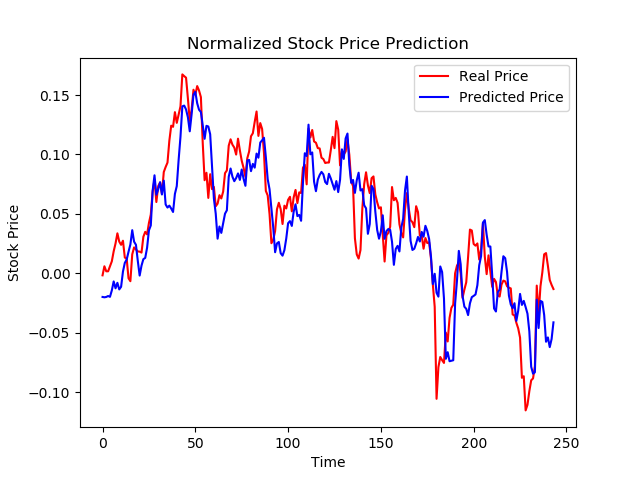 Normalized Stock Price Prediction
Real Price
Predicted Price
Stock Price
0.15
0.10
0.05
0.00
−0.05
−0.10
0 50 100 150 200 250
Time